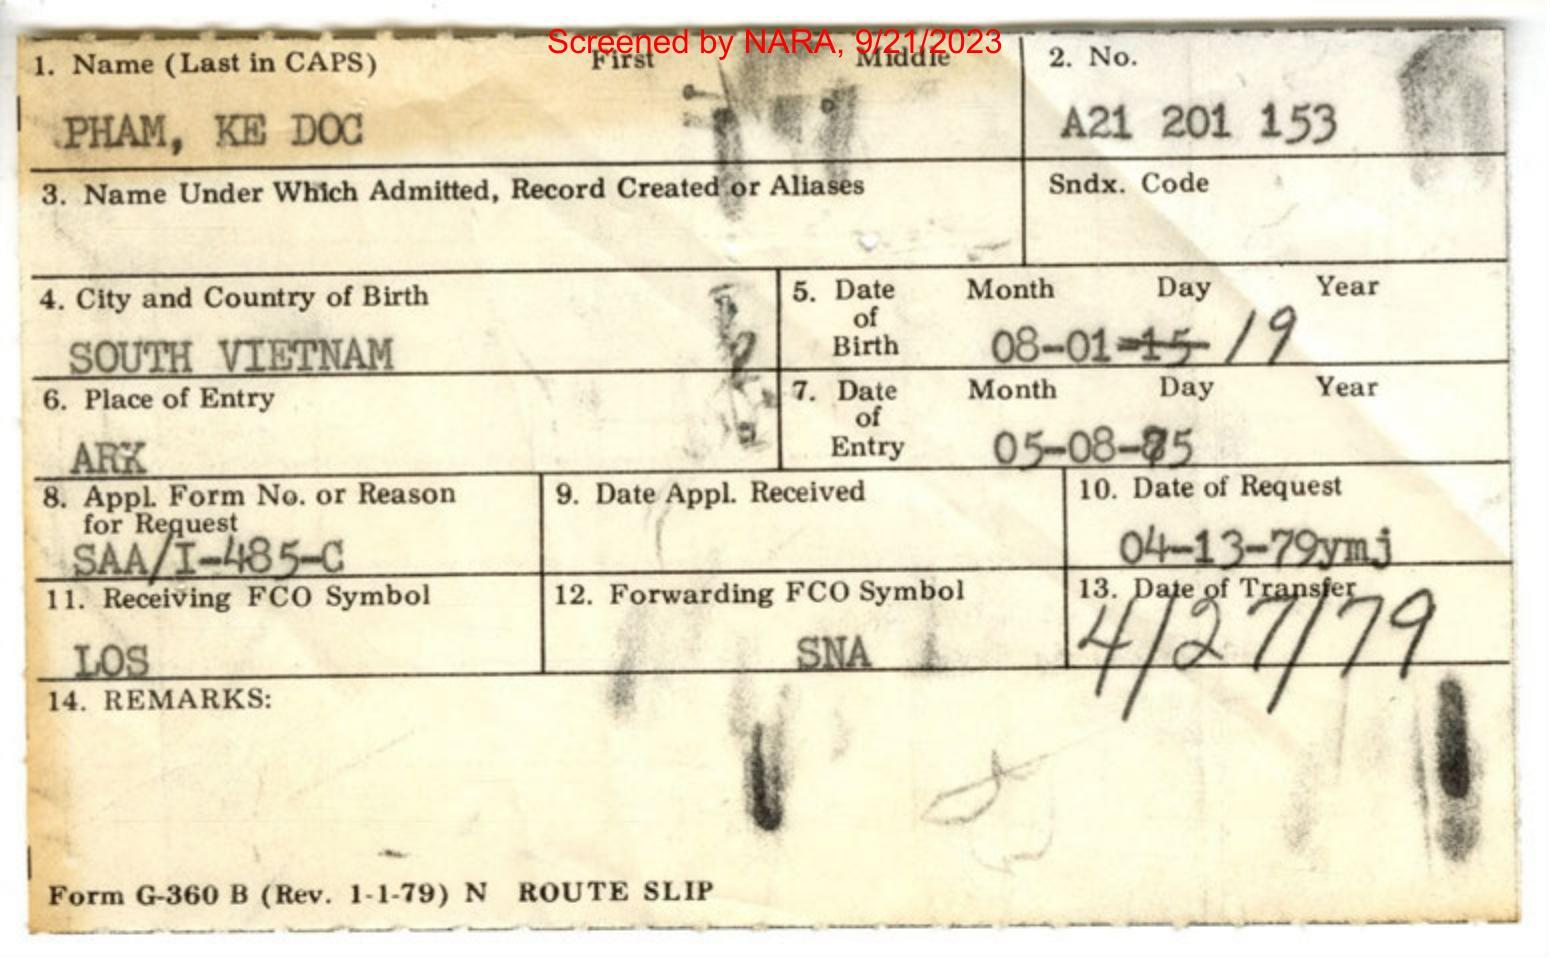 Screened by NARA, 9/21/2023
1. Name (Last in CAPS) First Middle
PHAM, KE DOC
2. No.
A21 201 153
3. Name Under Which Admitted, Record Created or Aliases
Sndx. Code
4. City and Country of Birth
SOUTH VIETNAM
5. Date of Birth Month Day Year
08-01-15 19
6. Place of Entry
ARK
7. Date of Entry Month Day Year
05-08-75
8. Appl. Form No. or Reason
for Request
SAA/I-485-C
9. Date Appl. Received
10. Date of Request
04-13-79ymj
11. Receiving FCO Symbol
LOS
12. Forwarding FCO Symbol
SNA
13. Date of Transfer
4/27/79
14. REMARKS:
Form G-360 B (Rev. 1-1-79) N ROUTE SLIP